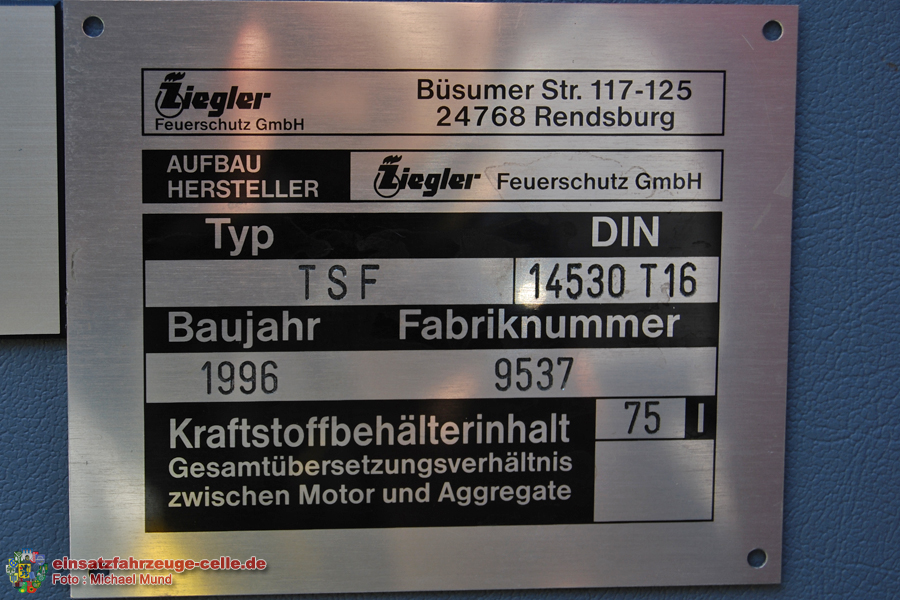 Ziegler
Feuerschutz GmbH
Büsumer Str. 117-125
24768 Rendsburg
AUFBAU
HERSTELLER
Ziegler Feuerschutz GmbH
Typ DIN
TSF 14530 T16
Baujahr Fabriknummer
1996 9537
Kraftstoffbehälterinhalt 75 l
Gesamtübersetzungsverhältnis
zwischen Motor und Aggregate
einsatzfahrzeuge-celle.de
Foto : Michael Mund